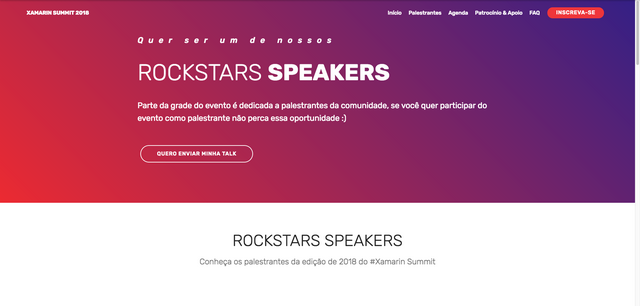 XAMARIN SUMMIT 2018
Início Palestrantes Agenda Patrocínio & Apoio FAQ INSCREVA-SE
Quer ser um de nossos
ROCKSTARS SPEAKERS
Parte da grade do evento é dedicada a palestrantes da comunidade, se você quer participar do
evento como palestrante não perca essa oportunidade :)
QUERO ENVIAR MINHA TALK
ROCKSTARS SPEAKERS
Conheça os palestrantes da edição de 2018 do #Xamarin Summit